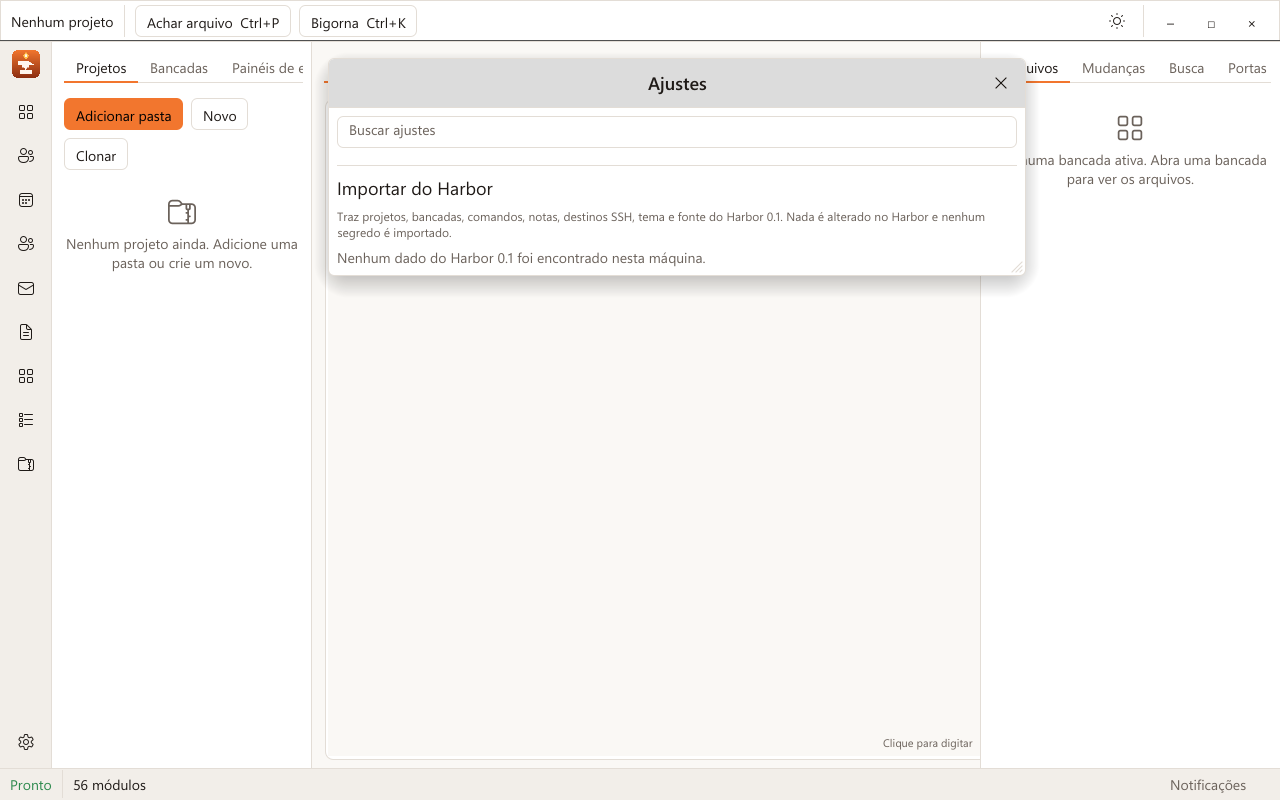 Nenhum projeto
Achar arquivo Ctrl+P
Bigorna Ctrl+K
Projetos
Bancadas
Painéis de e
Adicionar pasta
Novo
Clonar
Nenhum projeto ainda. Adicione uma
pasta ou crie um novo.
Ajustes
Buscar ajustes
Importar do Harbor
Traz projetos, bancadas, comandos, notas, destinos SSH, tema e fonte do Harbor 0.1. Nada é alterado no Harbor e nenhum
segredo é importado.
Nenhum dado do Harbor 0.1 foi encontrado nesta máquina.
uivos
Mudanças
Busca
Portas
uma bancada ativa. Abra uma bancada
para ver os arquivos.
Clique para digitar
Pronto
56 módulos
Notificações